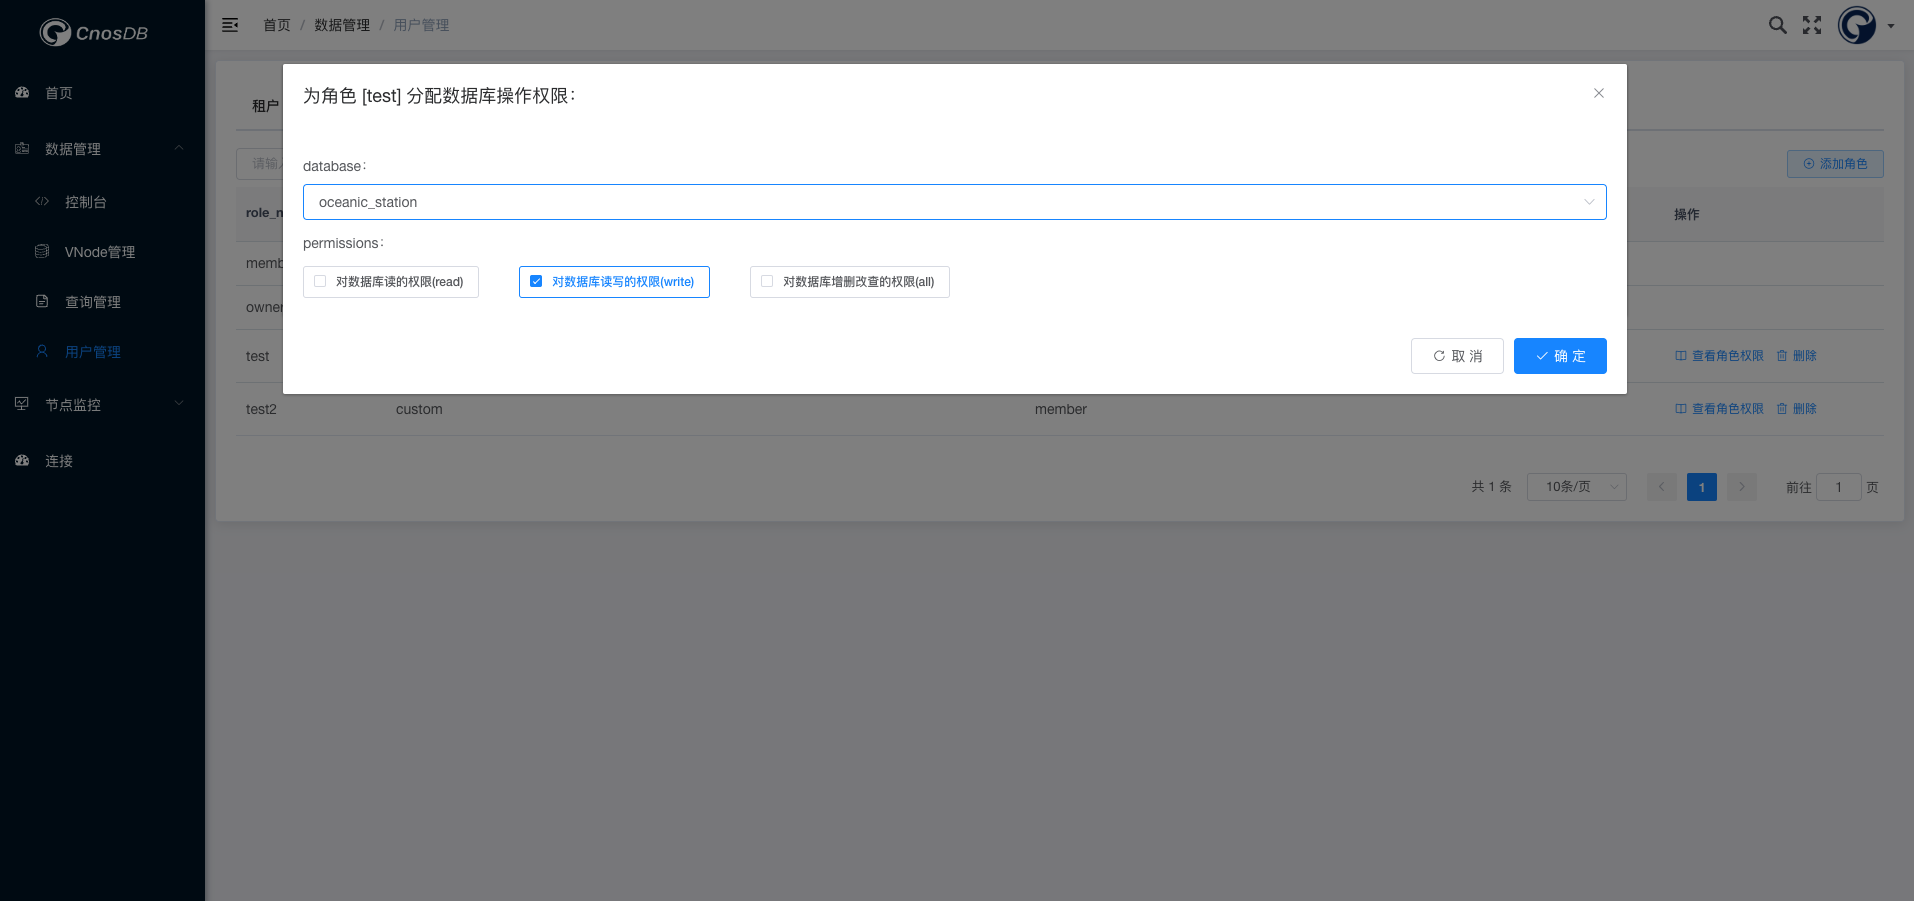 CnosDB
首页
数据管理
控制台
VNode管理
查询管理
用户管理
节点监控
连接
首页 / 数据管理 / 用户管理
为角色 [test] 分配数据库操作权限:
database:
oceanic_station
permissions:
对数据库读的权限(read) 对数据库读写的权限(write) 对数据库增删改查的权限(all)
取 消 确 定
租户
请输
添加角色
操作
test 查看角色权限 删除
test2 custom member 查看角色权限 删除
共 1 条 10条/页 1 前往 1 页